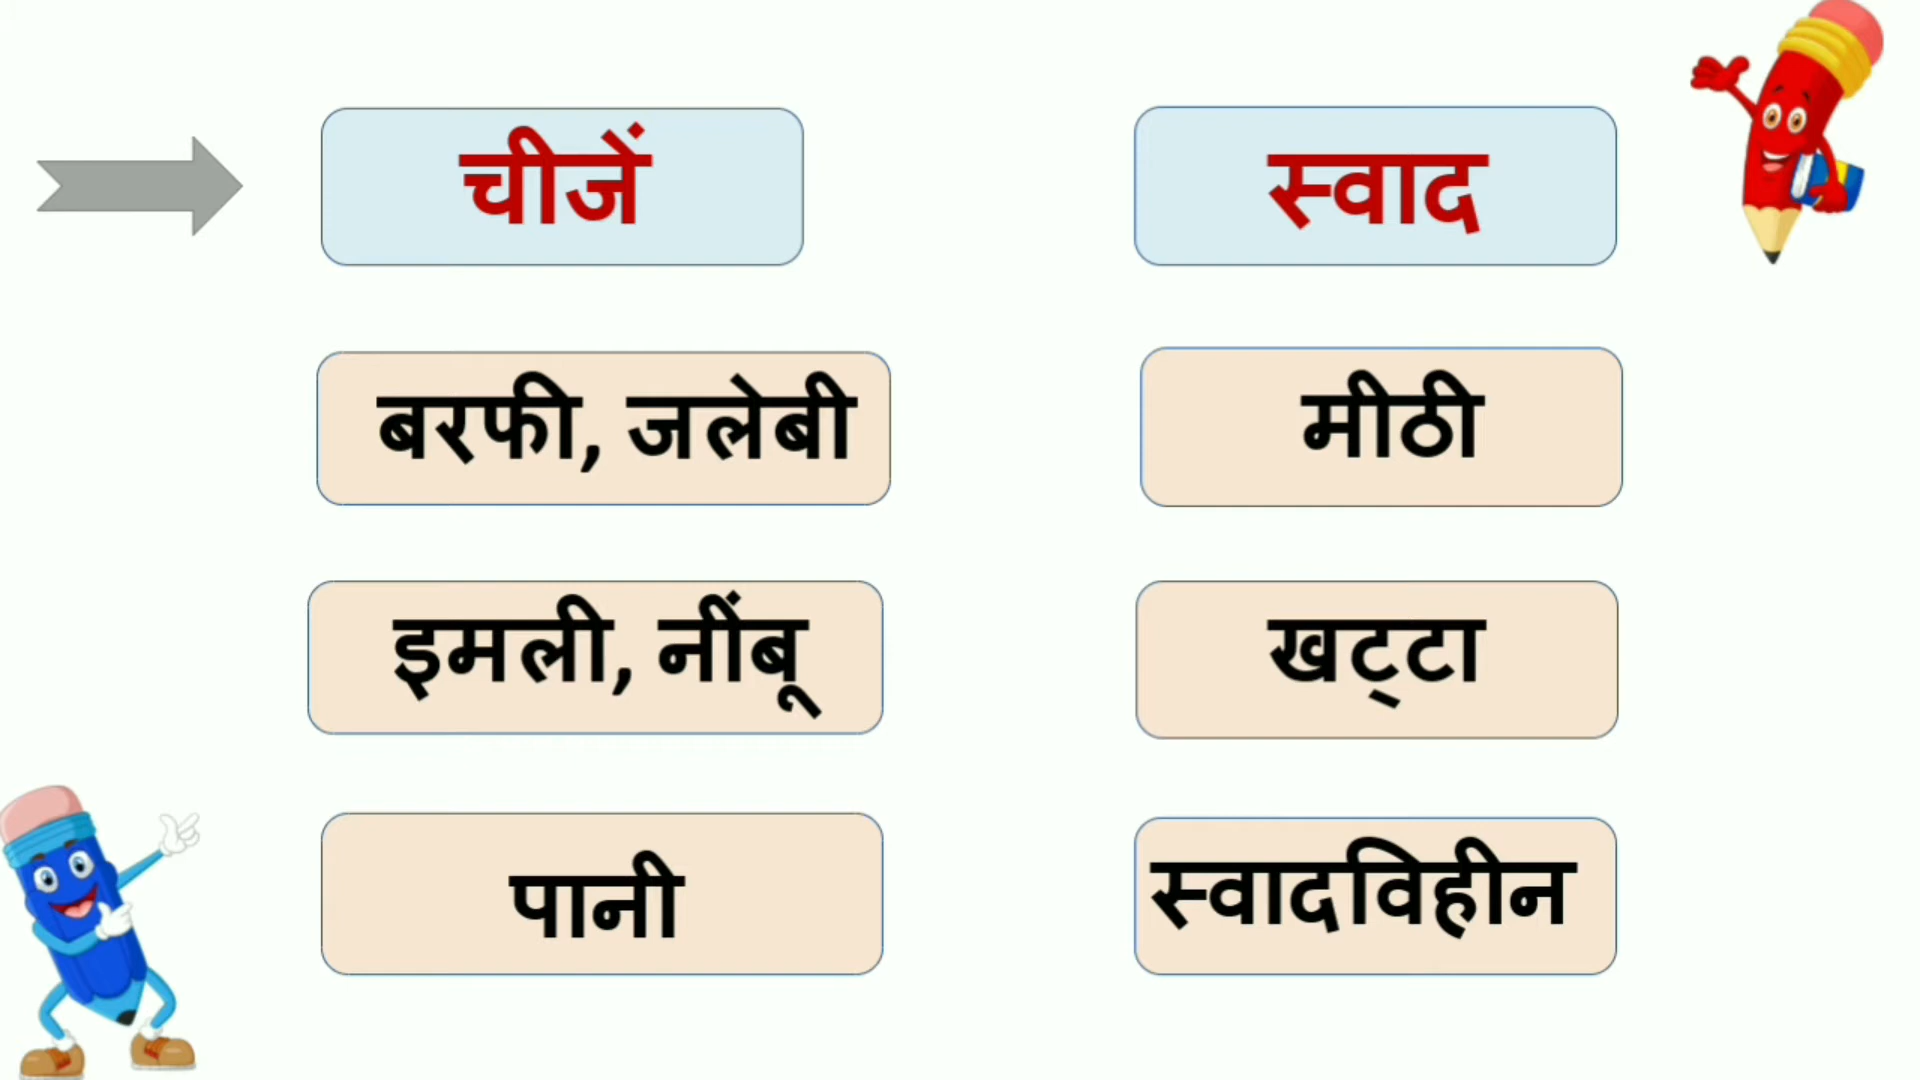 चीजें स्वाद
बरफी, जलेबी मीठी
इमली, नींबू खट्‌टा
पानी स्वादविहीन